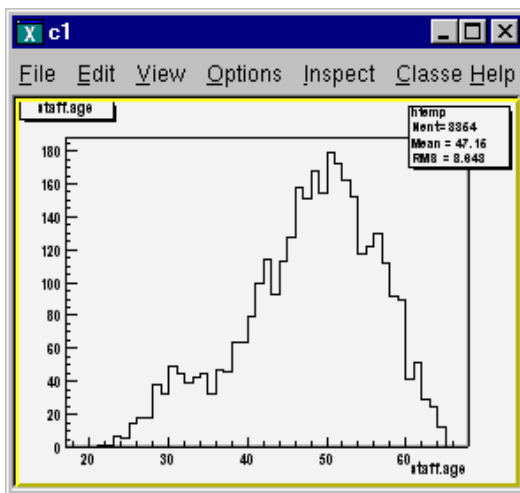 c1
File Edit View Options Inspect Classe Help
staff.age
htemp
Nent=3354
Mean = 47.16
RMS = 8.643
180
160
140
120
100
80
60
40
20
0
20 30 40 50 60
staff.age